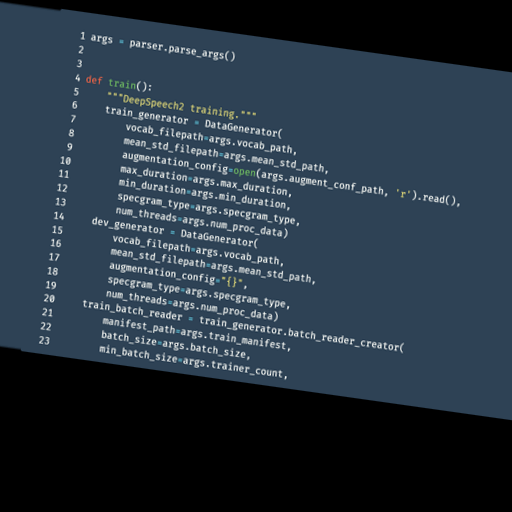 1 args = parser.parse_args()
2
3
4 def train():
5     """DeepSpeech2 training."""
6     train_generator = DataGenerator(
7         vocab_filepath=args.vocab_path,
8         mean_std_filepath=args.mean_std_path,
9         augmentation_config=open(args.augment_conf_path, 'r').read(),
10         max_duration=args.max_duration,
11         min_duration=args.min_duration,
12         specgram_type=args.specgram_type,
13         num_threads=args.num_proc_data)
14     dev_generator = DataGenerator(
15         vocab_filepath=args.vocab_path,
16         mean_std_filepath=args.mean_std_path,
17         augmentation_config="{}",
18         specgram_type=args.specgram_type,
19         num_threads=args.num_proc_data)
20     train_batch_reader = train_generator.batch_reader_creator(
21         manifest_path=args.train_manifest,
22         batch_size=args.batch_size,
23         min_batch_size=args.trainer_count,